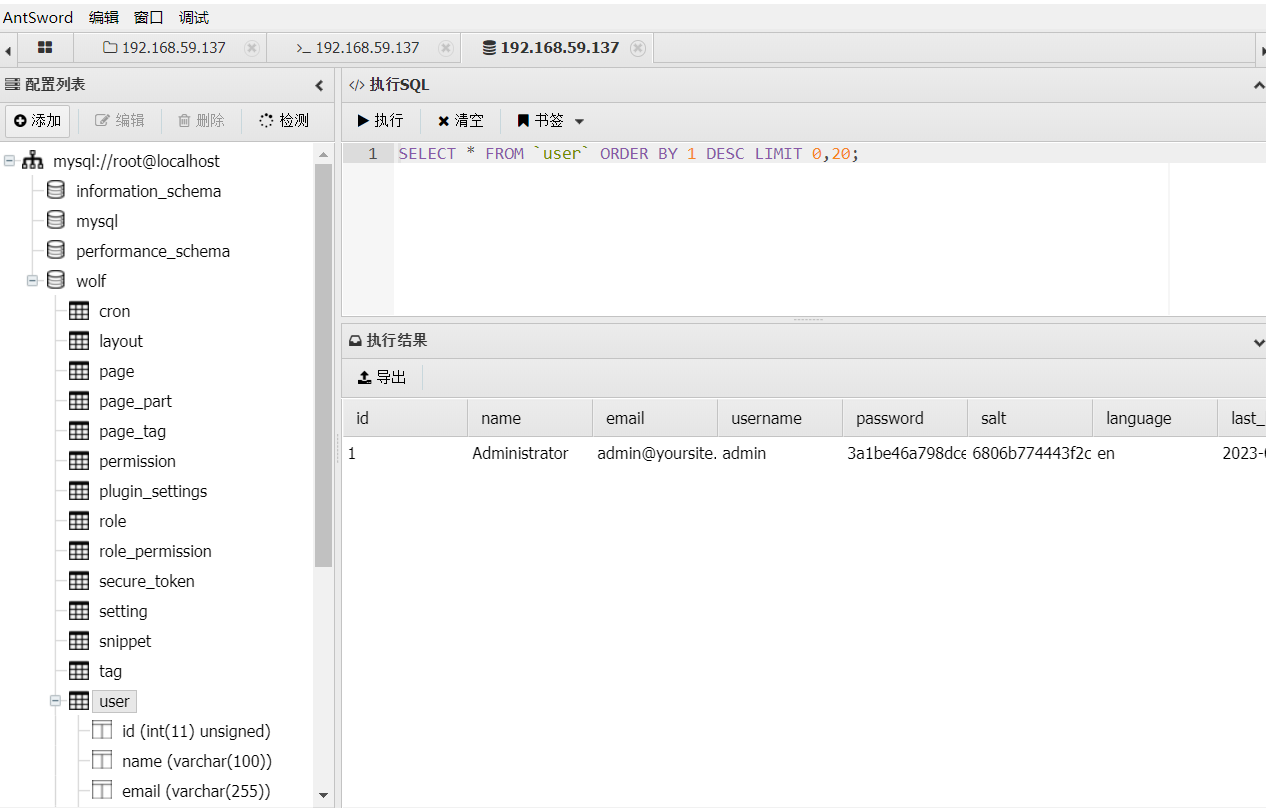 AntSword 编辑 窗口 调试
192.168.59.137 >_ 192.168.59.137 192.168.59.137
配置列表
添加 编辑 删除 检测
mysql://root@localhost
information_schema
mysql
performance_schema
wolf
cron
layout
page
page_part
page_tag
permission
plugin_settings
role
role_permission
secure_token
setting
snippet
tag
user
id (int(11) unsigned)
name (varchar(100))
email (varchar(255))
</> 执行SQL
执行 清空 书签
1 SELECT * FROM `user` ORDER BY 1 DESC LIMIT 0,20;
执行结果
导出
id name email username password salt language last_
1 Administrator admin@yoursite. admin 3a1be46a798dce 6806b774443f2c en 2023-